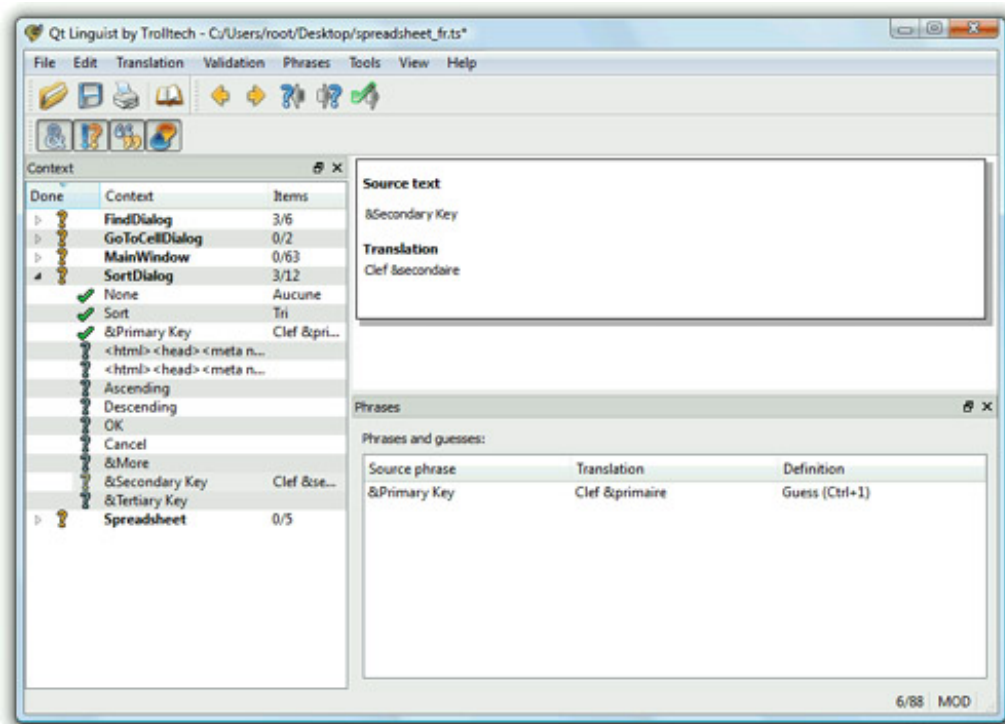 Qt Linguist by Trolltech - C:/Users/root/Desktop/spreadsheet_fr.ts*
File Edit Translation Validation Phrases Tools View Help
Context
Done Context Items
FindDialog 3/6
GoToCellDialog 0/2
MainWindow 0/63
SortDialog 3/12
None Aucune
Sort Tri
&Primary Key Clef &pri...
<html><head><meta n...
<html><head><meta n...
Ascending
Descending
OK
Cancel
&More
&Secondary Key Clef &se...
&Tertiary Key
Spreadsheet 0/5
Source text
&Secondary Key
Translation
Clef &secondaire
Phrases
Phrases and guesses:
Source phrase Translation Definition
&Primary Key Clef &primaire Guess (Ctrl+1)
6/88 MOD